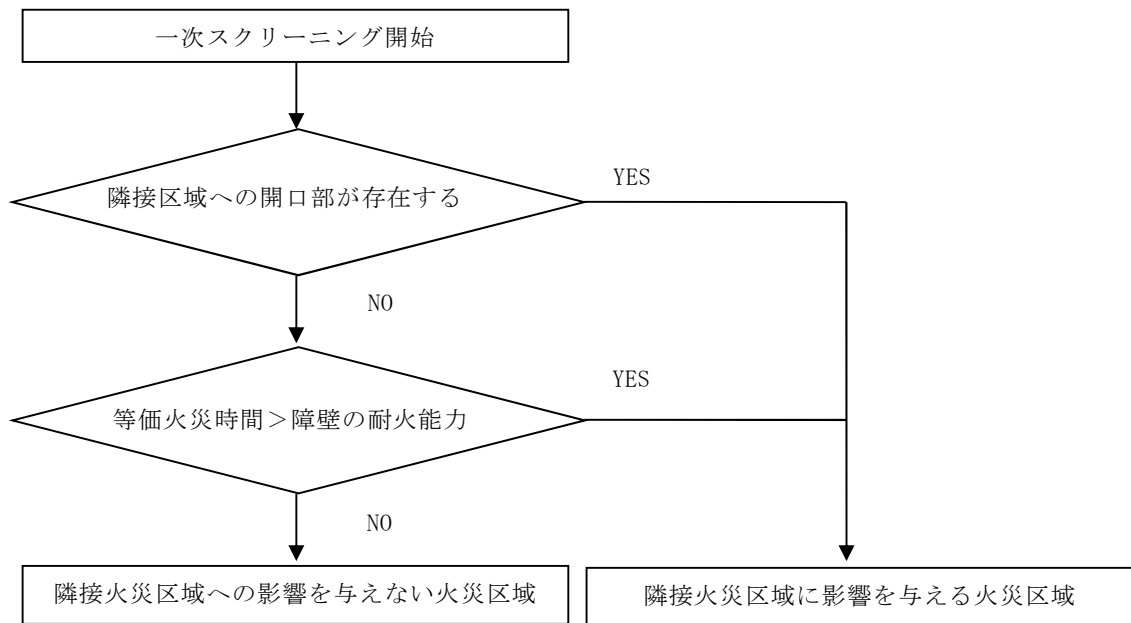 一次スクリーニング開始
隣接区域への開口部が存在する
YES
NO
等価火災時間＞障壁の耐火能力
YES
NO
隣接火災区域への影響を与えない火災区域
隣接火災区域に影響を与える火災区域